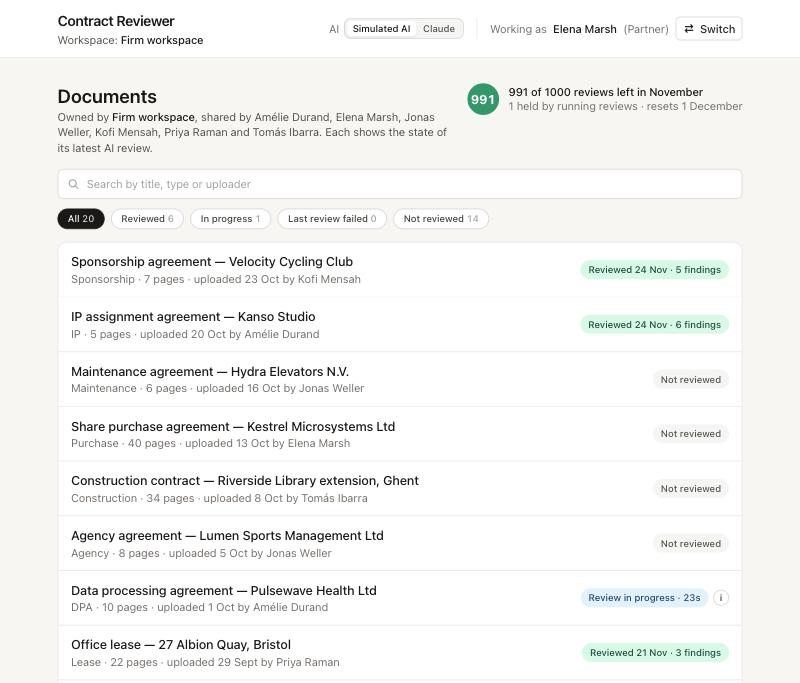 Contract Reviewer
Workspace: Firm workspace
AI Simulated AI Claude
Working as Elena Marsh (Partner) Switch
Documents
Owned by Firm workspace, shared by Amélie Durand, Elena Marsh, Jonas
Weller, Kofi Mensah, Priya Raman and Tomás Ibarra. Each shows the state of
its latest AI review.
991
991 of 1000 reviews left in November
1 held by running reviews · resets 1 December
Search by title, type or uploader
All 20 Reviewed 6 In progress 1 Last review failed 0 Not reviewed 14
Sponsorship agreement — Velocity Cycling Club
Sponsorship · 7 pages · uploaded 23 Oct by Kofi Mensah
Reviewed 24 Nov · 5 findings
IP assignment agreement — Kanso Studio
IP · 5 pages · uploaded 20 Oct by Amélie Durand
Reviewed 24 Nov · 6 findings
Maintenance agreement — Hydra Elevators N.V.
Maintenance · 6 pages · uploaded 16 Oct by Jonas Weller
Not reviewed
Share purchase agreement — Kestrel Microsystems Ltd
Purchase · 40 pages · uploaded 13 Oct by Elena Marsh
Not reviewed
Construction contract — Riverside Library extension, Ghent
Construction · 34 pages · uploaded 8 Oct by Tomás Ibarra
Not reviewed
Agency agreement — Lumen Sports Management Ltd
Agency · 8 pages · uploaded 5 Oct by Jonas Weller
Not reviewed
Data processing agreement — Pulsewave Health Ltd
DPA · 10 pages · uploaded 1 Oct by Amélie Durand
Review in progress · 23s i
Office lease — 27 Albion Quay, Bristol
Lease · 22 pages · uploaded 29 Sept by Priya Raman
Reviewed 21 Nov · 3 findings